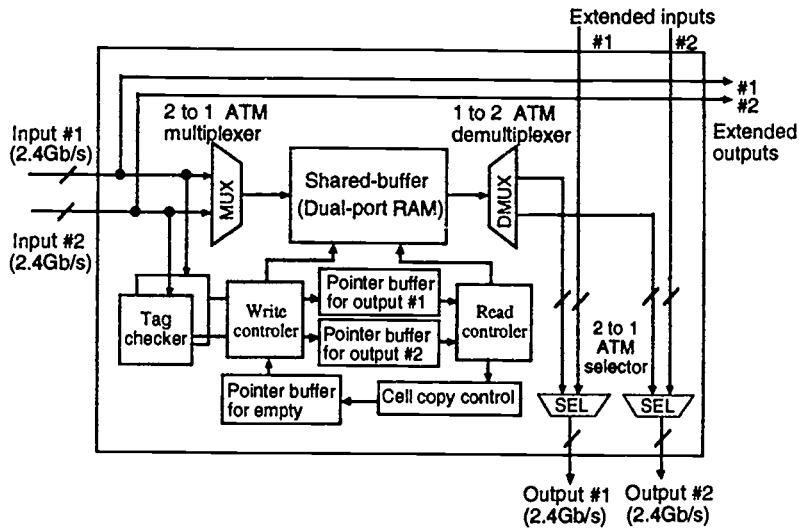 Extended inputs
#1
#2
#1
#2
Extended
outputs
2 to 1 ATM
multiplexer
1 to 2 ATM
demultiplexer
Input #1
(2.4Gb/s)
Input #2
(2.4Gb/s)
MUX
Shared-buffer
(Dual-port RAM)
DMUX
Tag
checker
Write
controler
Pointer buffer
for output #1
Pointer buffer
for output #2
Read
controler
Pointer buffer
for empty
Cell copy control
2 to 1
ATM
selector
SEL
SEL
Output #1
(2.4Gb/s)
Output #2
(2.4Gb/s)